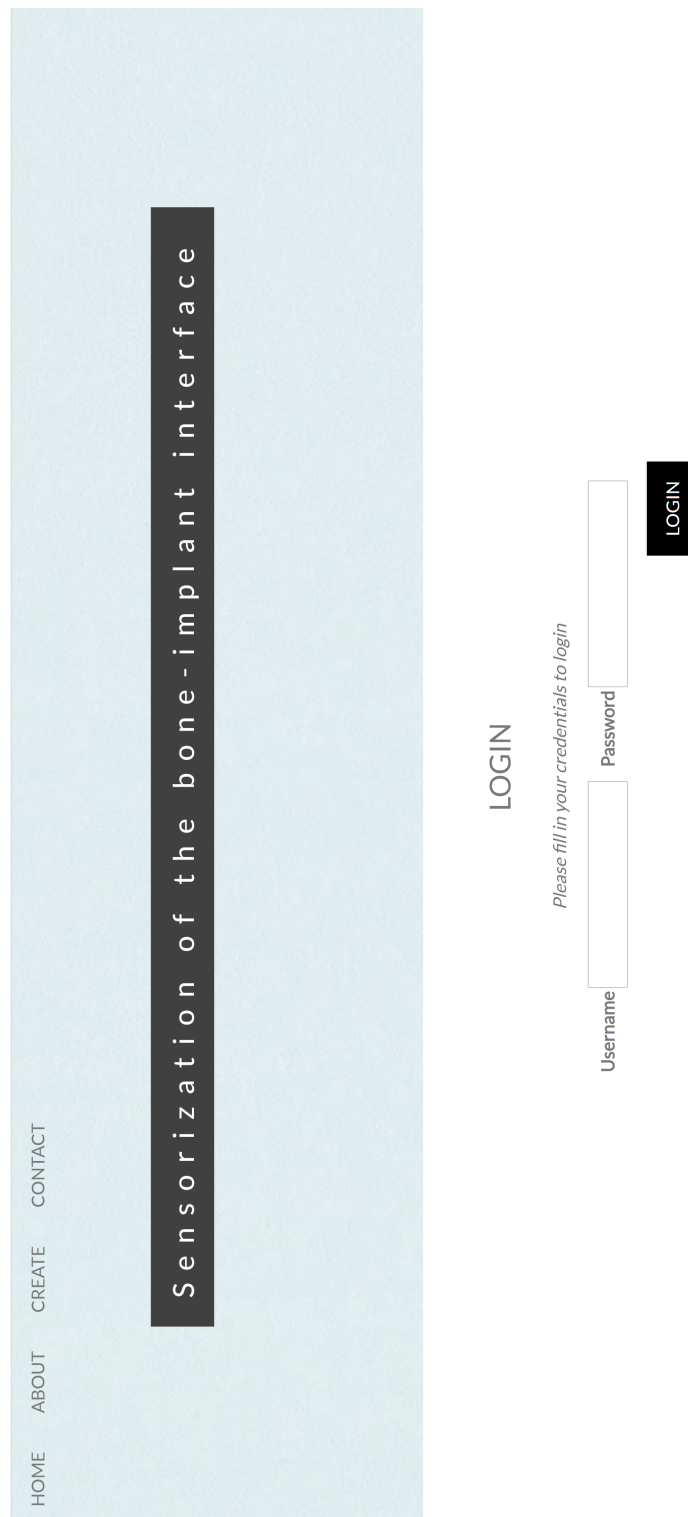 HOME ABOUT CREATE CONTACT
Sensorization of the bone-implant interface
LOGIN
Please fill in your credentials to login
Username Password
LOGIN